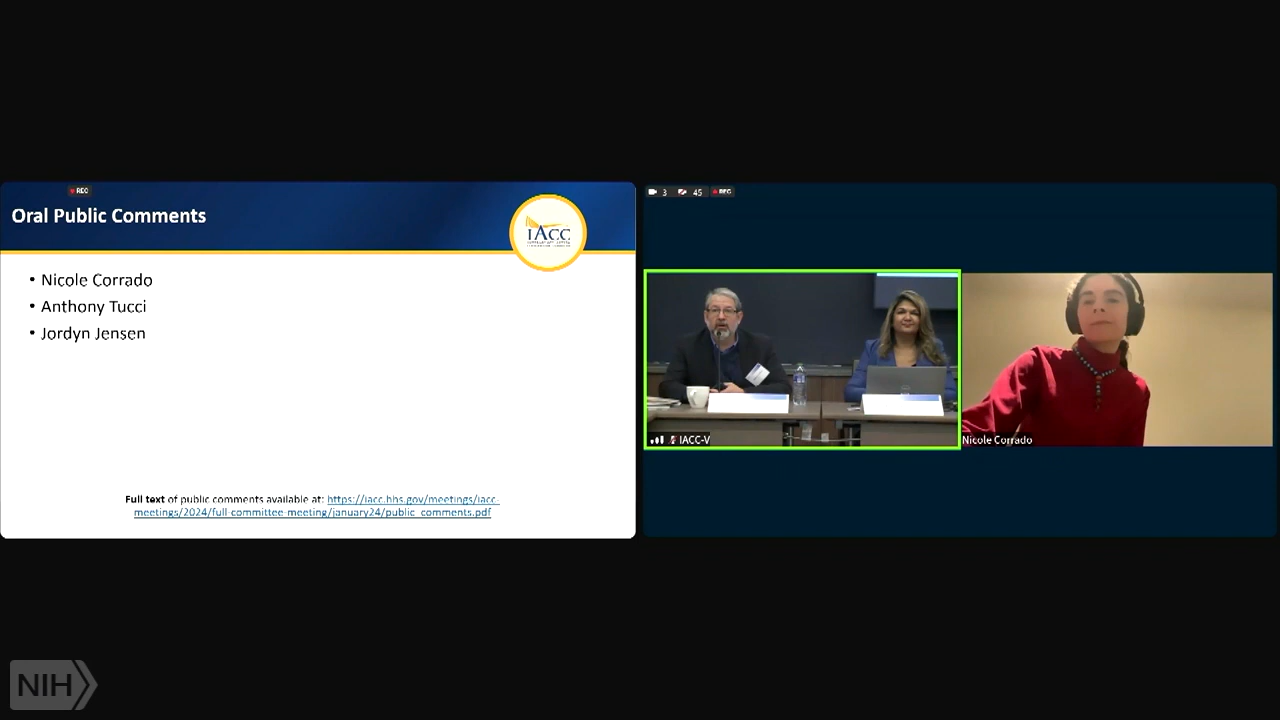 REC
Oral Public Comments
IACC
• Nicole Corrado
• Anthony Tucci
• Jordyn Jensen
Full text of public comments available at: https://iacc.hhs.gov/meetings/iacc-
meetings/2024/full-committee-meeting/january24/public_comments.pdf
3 45 REC
IACC-V
Nicole Corrado
NIH